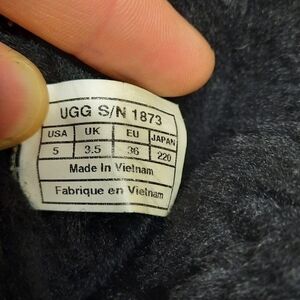 UGG S/N 1873
USA UK EU JAPAN
5 3.5 36 220
Made In Vietnam
Fabrique en Vietnam